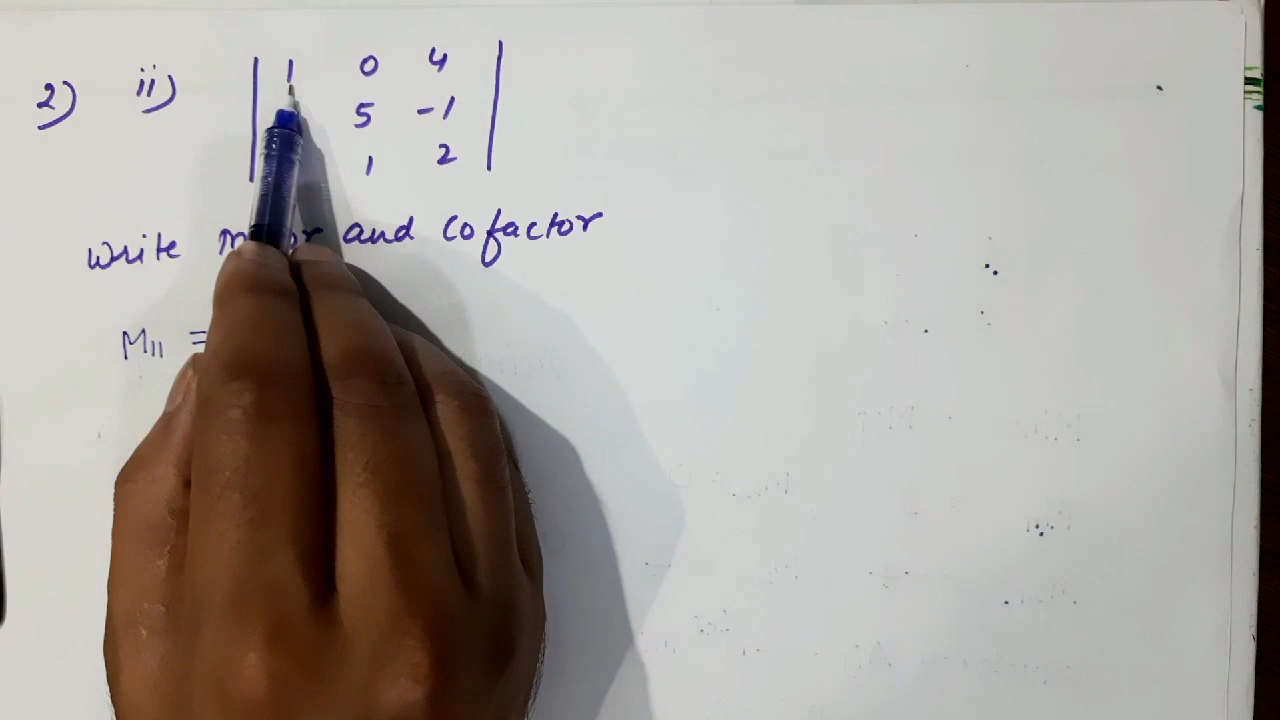 2) ii) | 1 0 4 |
5 -1
1 2
write and cofactor
M11 =